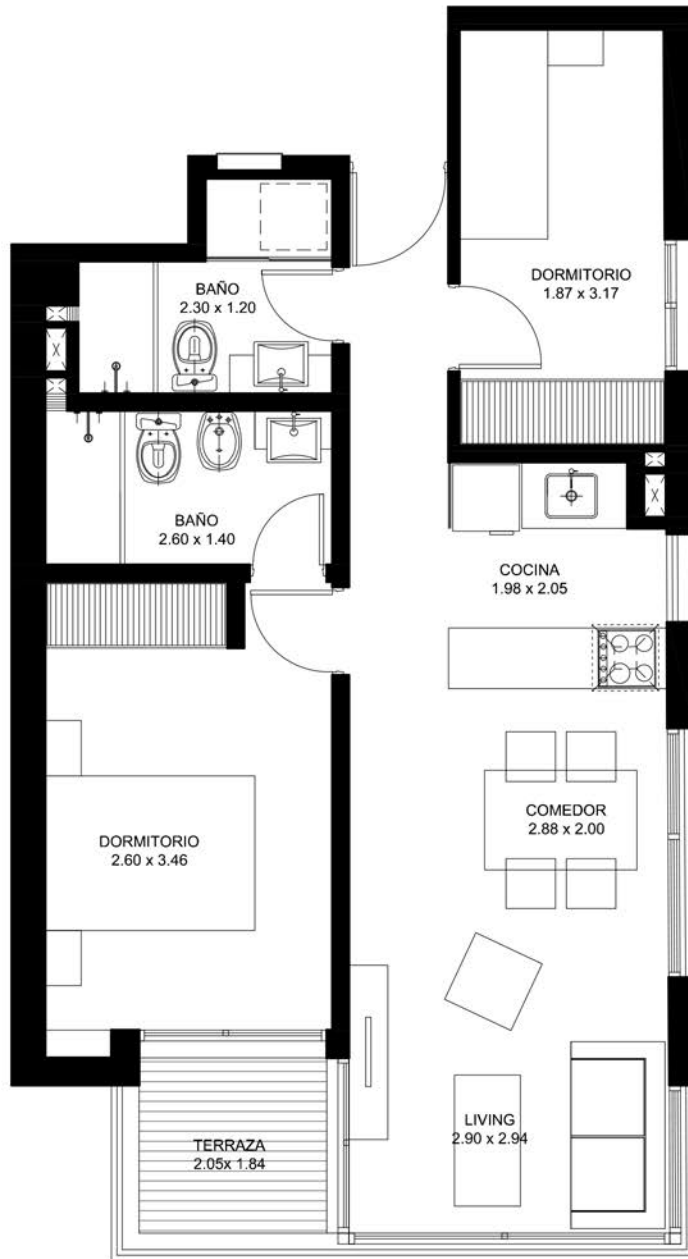 DORMITORIO
1.87 x 3.17
BAÑO
2.30 x 1.20
BAÑO
2.60 x 1.40
COCINA
1.98 x 2.05
COMEDOR
2.88 x 2.00
DORMITORIO
2.60 x 3.46
LIVING
2.90 x 2.94
TERRAZA
2.05x 1.84